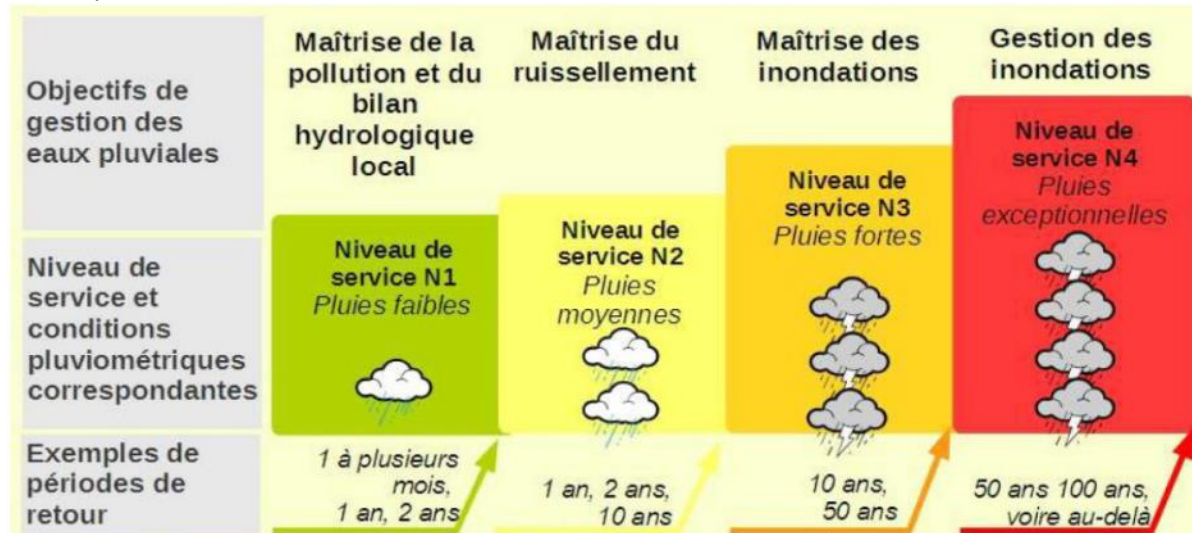 Objectifs de
gestion des
eaux pluviales
Maîtrise de la
pollution et du
bilan
hydrologique
local
Maîtrise du
ruissellement
Maîtrise des
inondations
Gestion des
inondations
Niveau de
service et
conditions
pluviométriques
correspondantes
Niveau de
service N1
Pluies faibles
Niveau de
service N2
Pluies
moyennes
Niveau de
service N3
Pluies fortes
Niveau de
service N4
Pluies
exceptionnelles
Exemples de
périodes de
retour
1 à plusieurs
mois,
1 an, 2 ans
1 an, 2 ans,
10 ans
10 ans,
50 ans
50 ans 100 ans,
voire au-delà